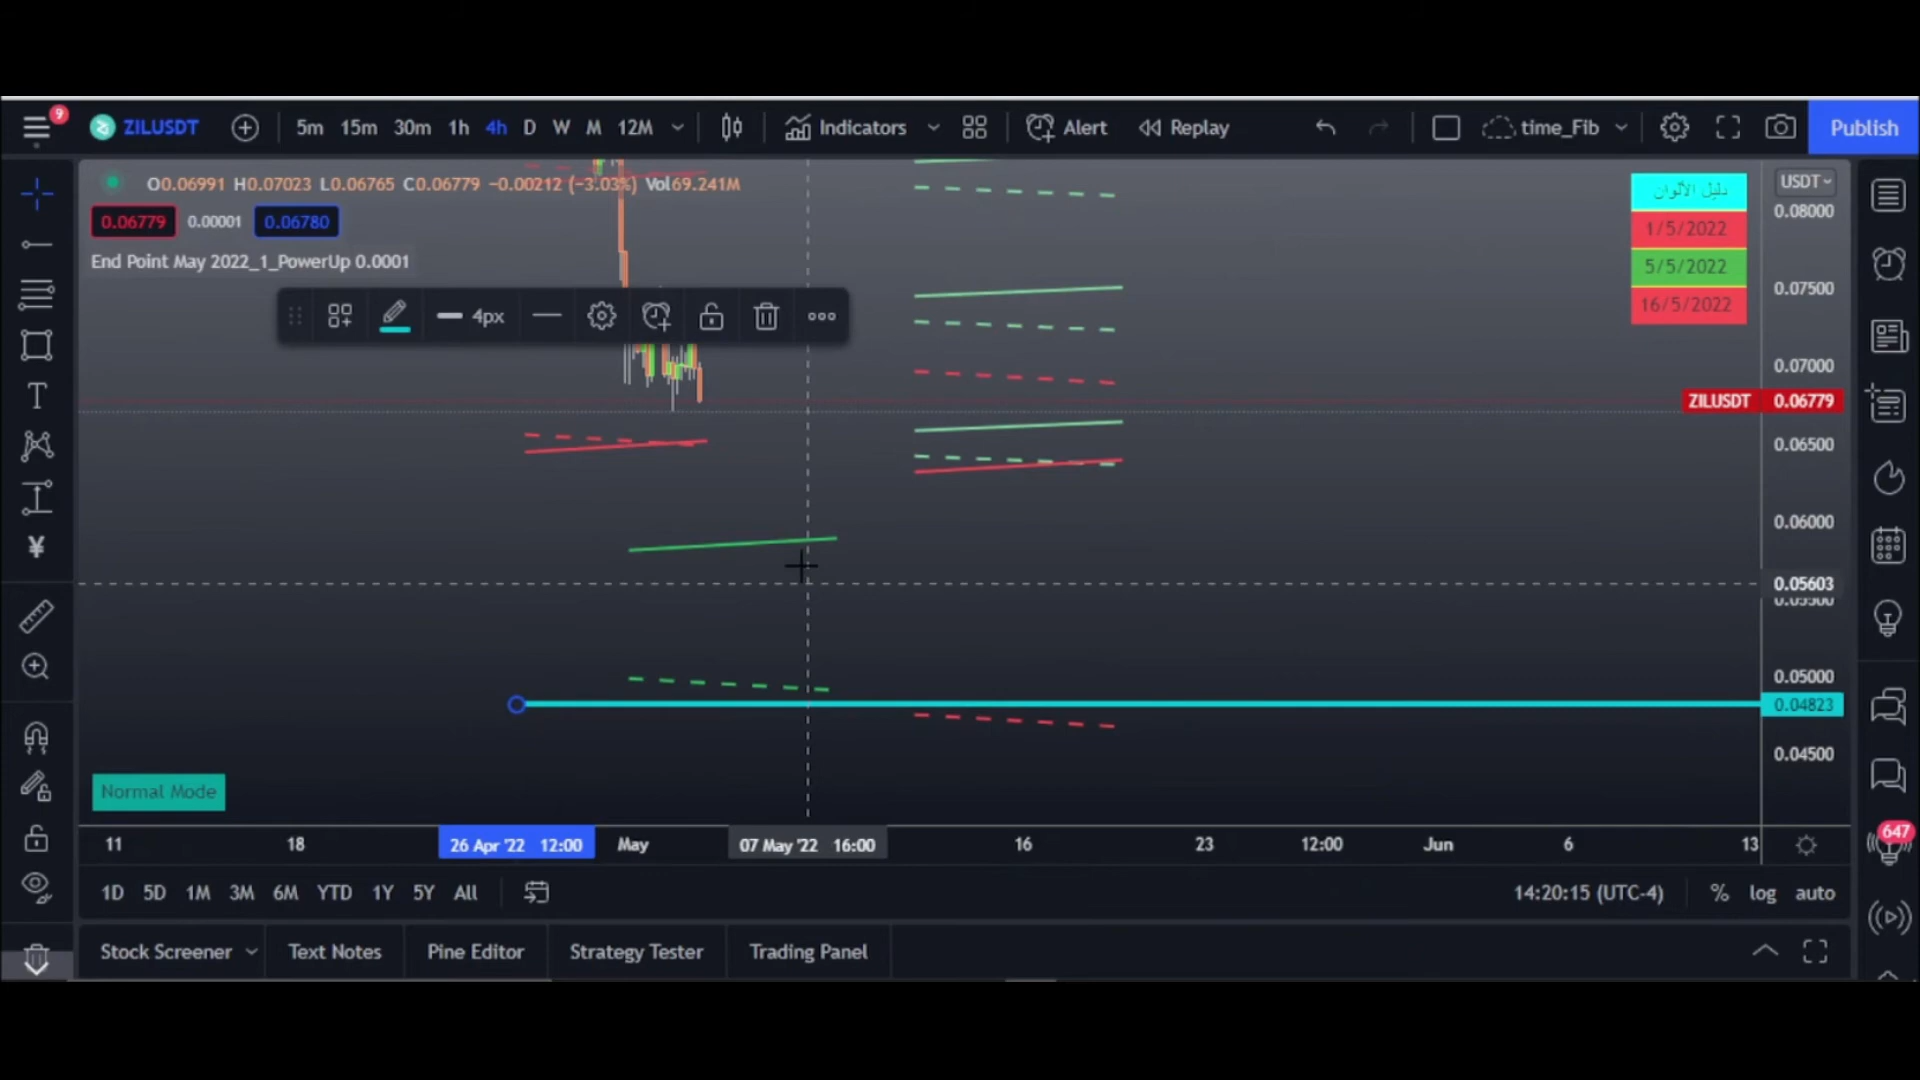 9 ZILUSDT 5m 15m 30m 1h 4h D W M 12M Indicators Alert Replay time_Fib Publish
O0.06991 H0.07023 L0.06765 C0.06779 −0.00212 (−3.03%) Vol69.241M
0.06779 0.00001 0.06780
End Point May 2022_1_PowerUp 0.0001
4px
دليل الألوان
1/5/2022
5/5/2022
16/5/2022
USDT
0.08000
0.07500
0.07000
ZILUSDT 0.06779
0.06500
0.06000
0.05603
0.05500
0.05000
0.04823
0.04500
Normal Mode
11 18 26 Apr '22 12:00 May 07 May '22 16:00 16 23 12:00 Jun 6 13
647
1D 5D 1M 3M 6M YTD 1Y 5Y All 14:20:15 (UTC-4) % log auto
Stock Screener Text Notes Pine Editor Strategy Tester Trading Panel